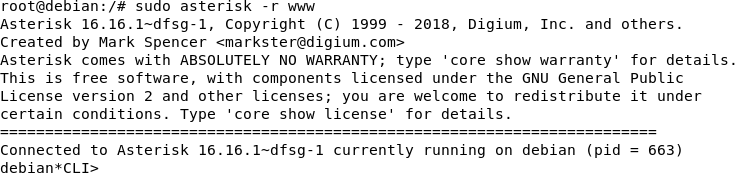 root@debian:/# sudo asterisk -r www
Asterisk 16.16.1~dfsg-1, Copyright (C) 1999 - 2018, Digium, Inc. and others.
Created by Mark Spencer <markster@digium.com>
Asterisk comes with ABSOLUTELY NO WARRANTY; type 'core show warranty' for details.
This is free software, with components licensed under the GNU General Public
License version 2 and other licenses; you are welcome to redistribute it under
certain conditions. Type 'core show license' for details.
=========================================================================
Connected to Asterisk 16.16.1~dfsg-1 currently running on debian (pid = 663)
debian*CLI>